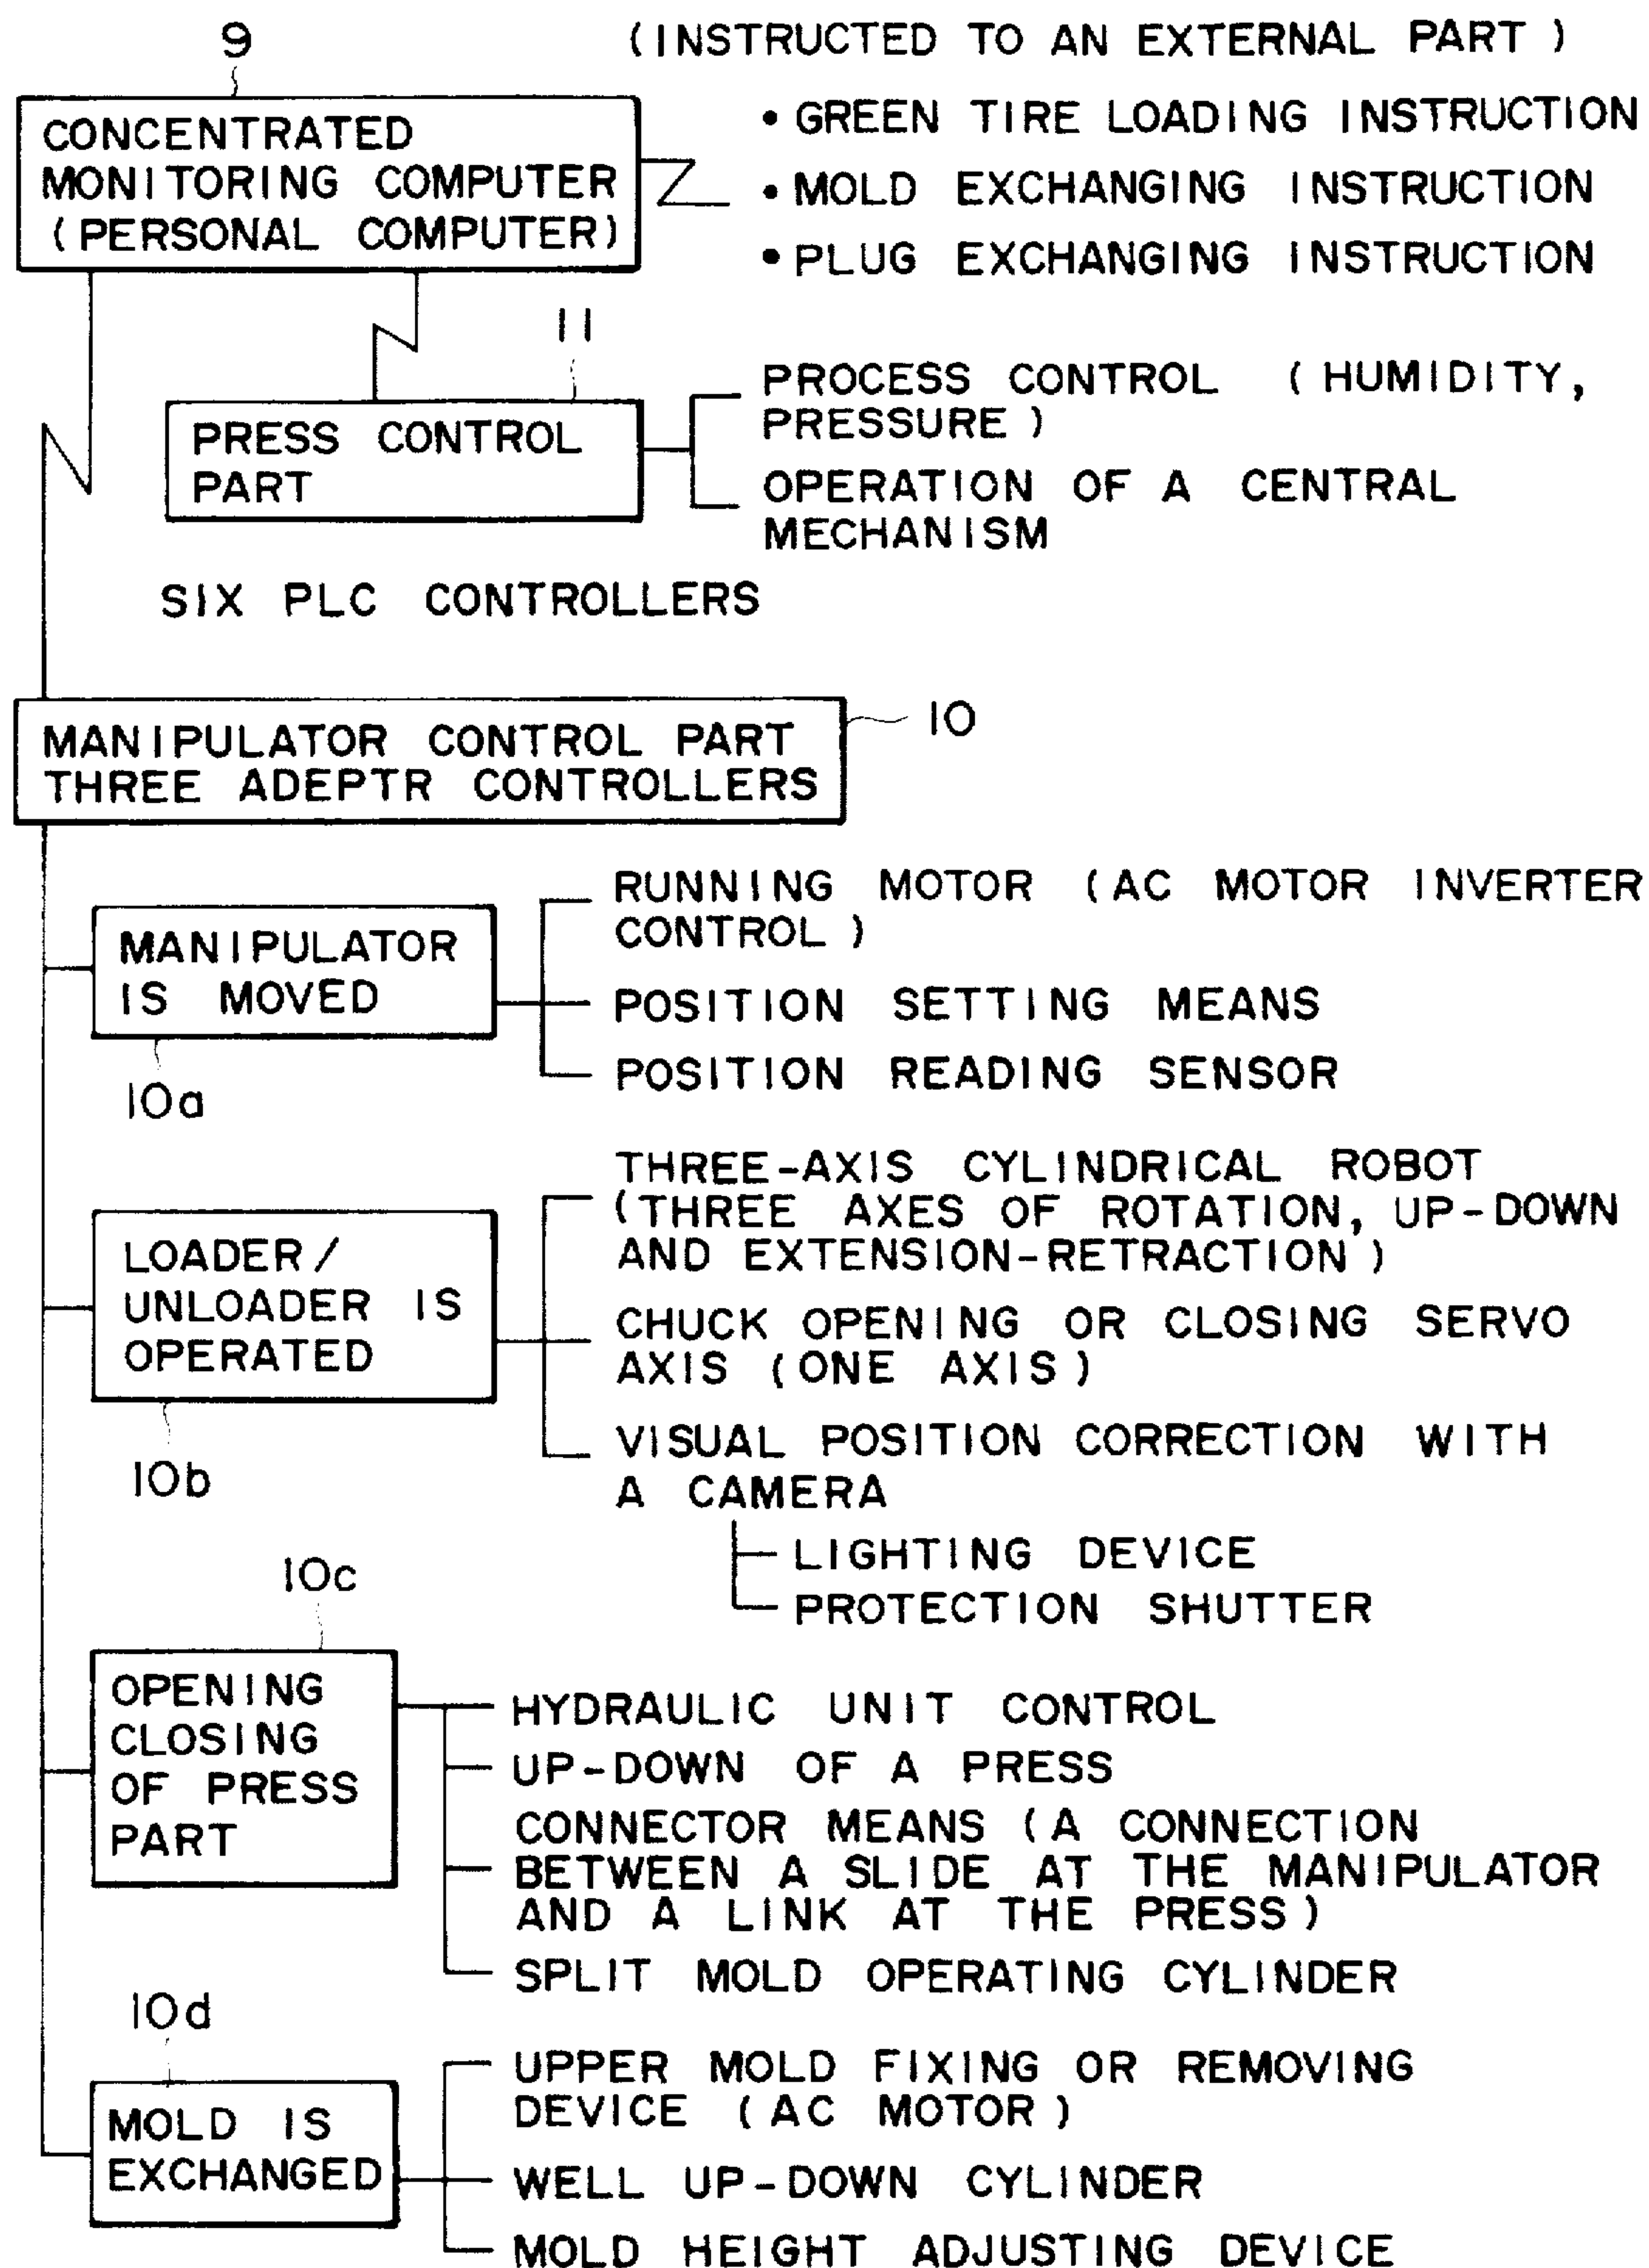 9
(INSTRUCTED TO AN EXTERNAL PART)
CONCENTRATED
MONITORING COMPUTER
(PERSONAL COMPUTER)
• GREEN TIRE LOADING INSTRUCTION
• MOLD EXCHANGING INSTRUCTION
• PLUG EXCHANGING INSTRUCTION
11
PRESS CONTROL
PART
PROCESS CONTROL (HUMIDITY,
PRESSURE)
OPERATION OF A CENTRAL
MECHANISM
SIX PLC CONTROLLERS
MANIPULATOR CONTROL PART
THREE ADEPTR CONTROLLERS
10
MANIPULATOR
IS MOVED
10a
RUNNING MOTOR (AC MOTOR INVERTER
CONTROL)
POSITION SETTING MEANS
POSITION READING SENSOR
LOADER/
UNLOADER IS
OPERATED
10b
THREE-AXIS CYLINDRICAL ROBOT
(THREE AXES OF ROTATION, UP-DOWN
AND EXTENSION-RETRACTION)
CHUCK OPENING OR CLOSING SERVO
AXIS (ONE AXIS)
VISUAL POSITION CORRECTION WITH
A CAMERA
LIGHTING DEVICE
PROTECTION SHUTTER
10c
OPENING
CLOSING
OF PRESS
PART
HYDRAULIC UNIT CONTROL
UP-DOWN OF A PRESS
CONNECTOR MEANS (A CONNECTION
BETWEEN A SLIDE AT THE MANIPULATOR
AND A LINK AT THE PRESS)
SPLIT MOLD OPERATING CYLINDER
10d
MOLD IS
EXCHANGED
UPPER MOLD FIXING OR REMOVING
DEVICE (AC MOTOR)
WELL UP-DOWN CYLINDER
MOLD HEIGHT ADJUSTING DEVICE